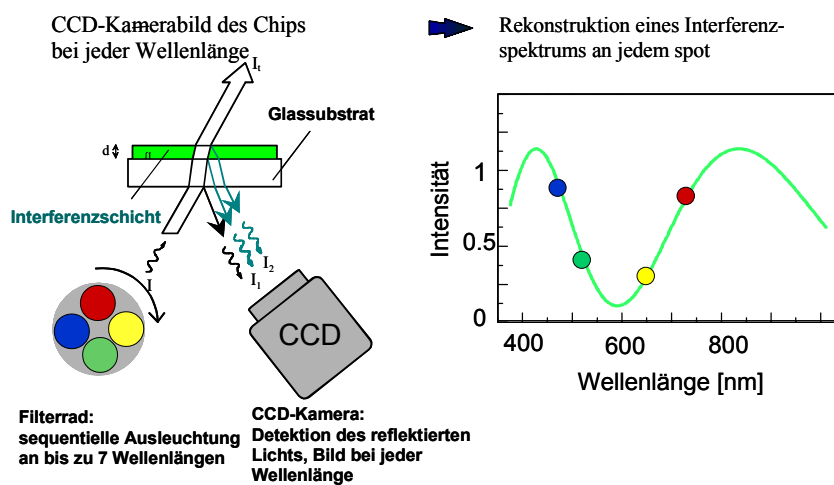 CCD-Kamerabild des Chips
bei jeder Wellenlänge
Rekonstruktion eines Interferenz-
spektrums an jedem spot
It
Glassubstrat
d
n
Interferenzschicht
I
I2
I1
CCD
Filterrad:
sequentielle Ausleuchtung
an bis zu 7 Wellenlängen
CCD-Kamera:
Detektion des reflektierten
Lichts, Bild bei jeder
Wellenlänge
Intensität
1
0.5
0
400 600 800
Wellenlänge [nm]